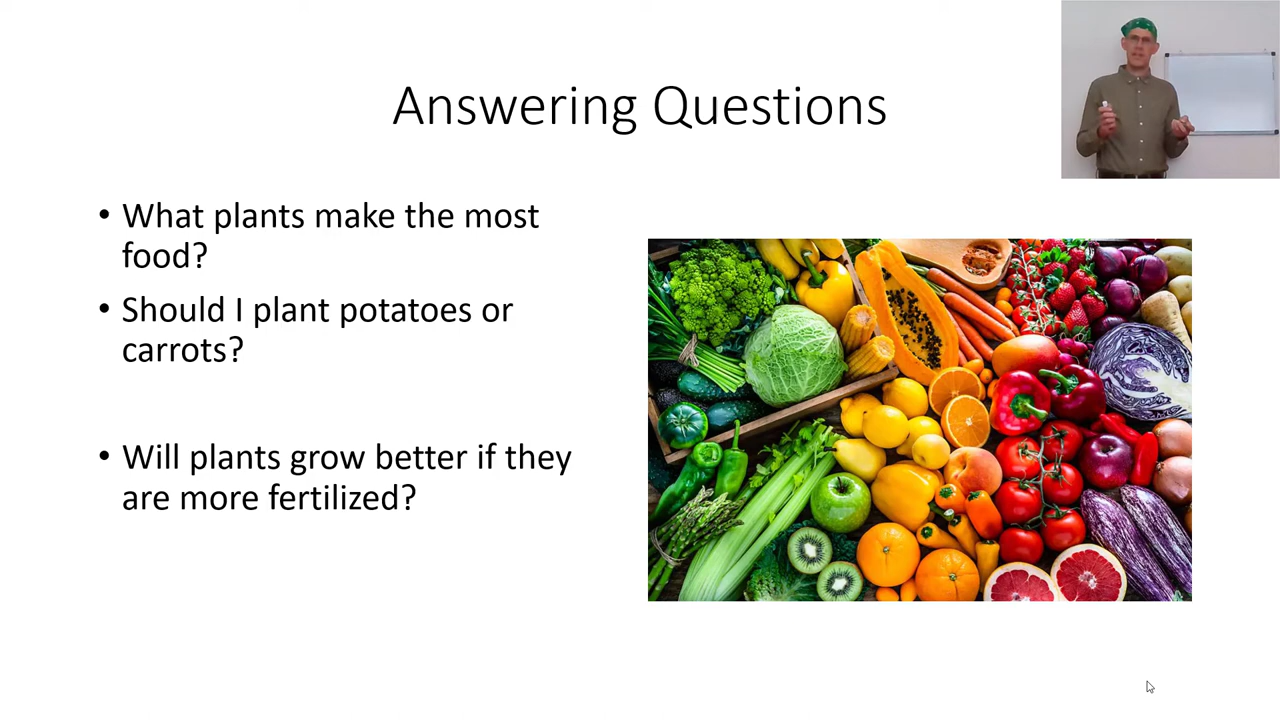 Answering Questions
• What plants make the most
food?
• Should I plant potatoes or
carrots?
• Will plants grow better if they
are more fertilized?